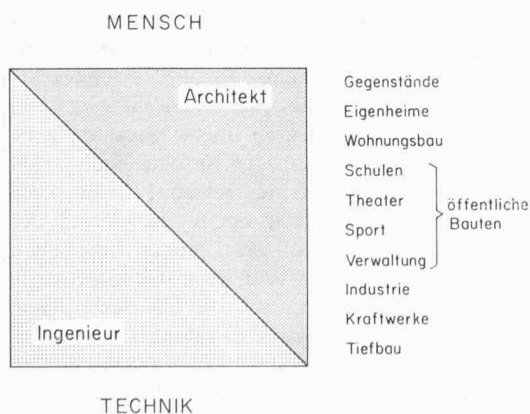 MENSCH
Architekt
Ingenieur
TECHNIK
Gegenstände
Eigenheime
Wohnungsbau
Schulen
Theater
Sport
Verwaltung
öffentliche
Bauten
Industrie
Kraftwerke
Tiefbau